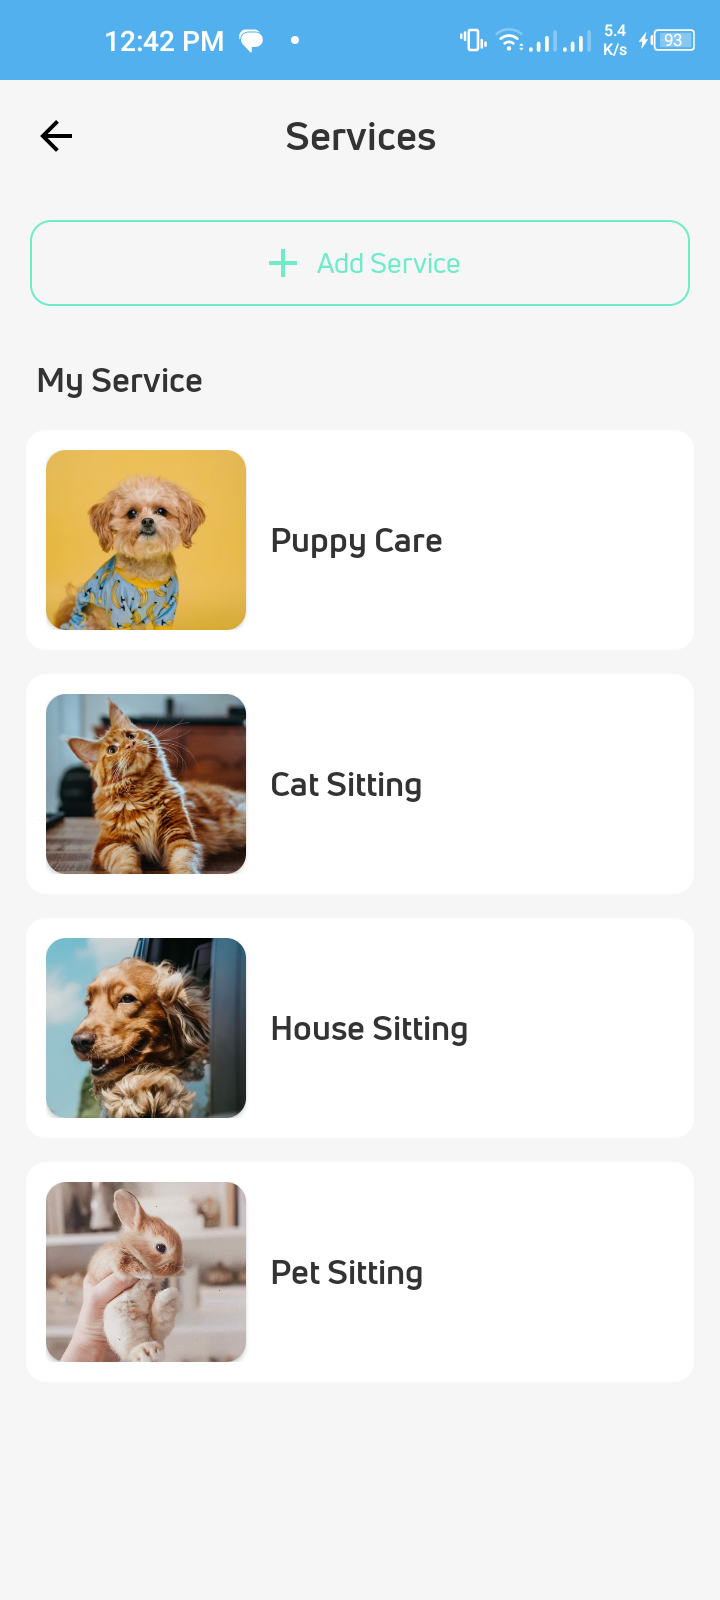 12:42 PM
5.4
K/s
93
Services
Add Service
My Service
Puppy Care
Cat Sitting
House Sitting
Pet Sitting